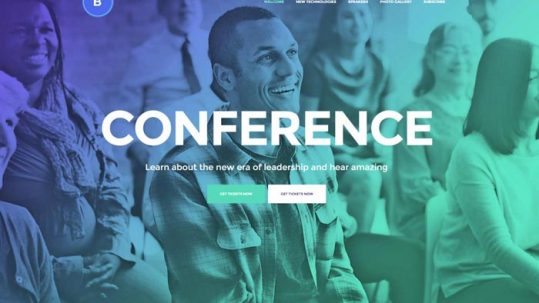 B
WELCOME NEW TECHNOLOGIES SPEAKERS PHOTO GALLERY SUBSCRIBE
CONFERENCE
Learn about the new era of leadership and hear amazing
GET TICKETS NOW GET TICKETS NOW